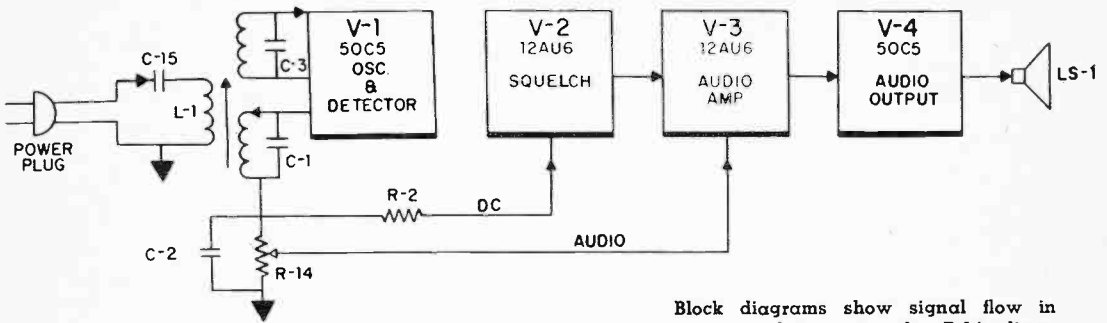 C-15
L-1
POWER
PLUG
C-3
C-1
V-1
50C5
OSC.
&
DETECTOR
V-2
12AU6
SQUELCH
V-3
12AU6
AUDIO
AMP
V-4
50C5
AUDIO
OUTPUT
LS-1
R-2
DC
C-2
R-14
AUDIO
Block diagrams show signal flow in